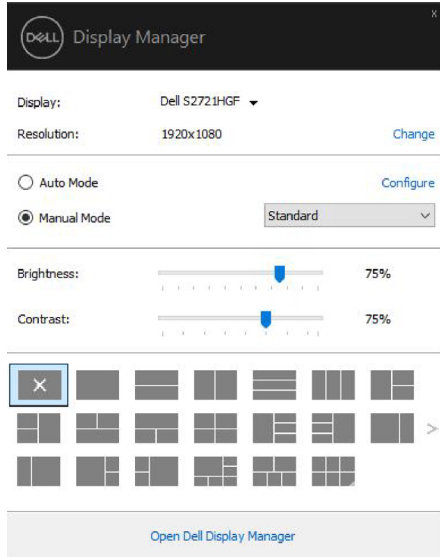 x
DELL Display Manager
Display: Dell S2721HGF
Resolution: 1920x1080 Change
Auto Mode Configure
Manual Mode Standard
Brightness: 75%
Contrast: 75%
Open Dell Display Manager